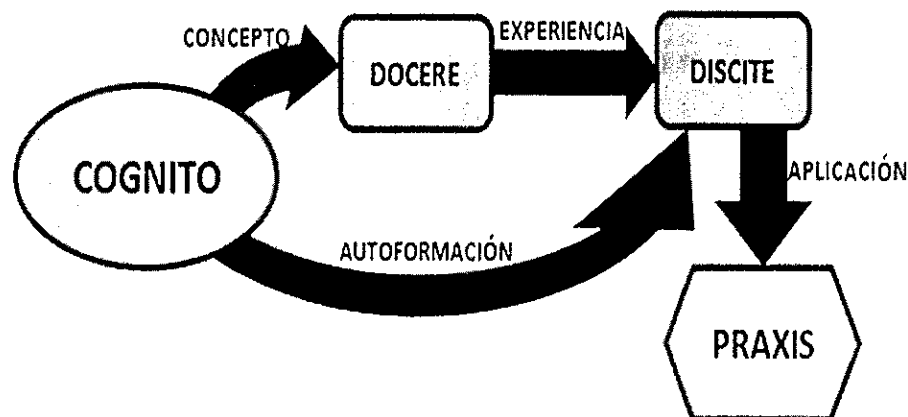 CONCEPTO
EXPERIENCIA
DOCERE
DISCITE
COGNITO
APLICACIÓN
AUTOFORMACIÓN
PRAXIS